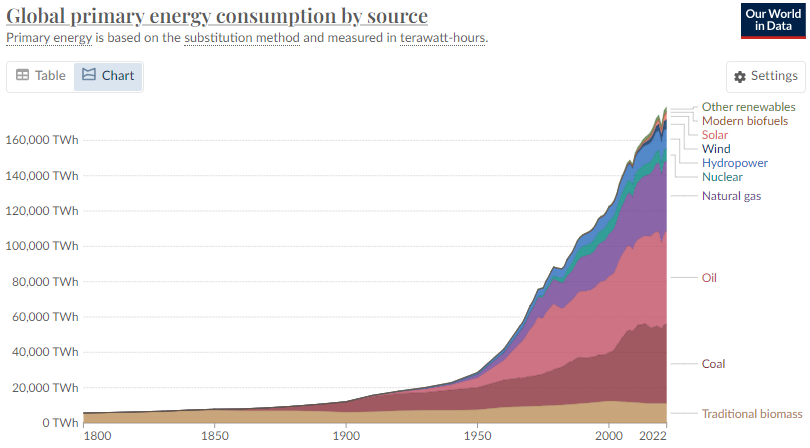 Global primary energy consumption by source
Primary energy is based on the substitution method and measured in terawatt-hours.
Our World
in Data
Table
Chart
Settings
160,000 TWh
140,000 TWh
120,000 TWh
100,000 TWh
80,000 TWh
60,000 TWh
40,000 TWh
20,000 TWh
0 TWh
Other renewables
Modern biofuels
Solar
Wind
Hydropower
Nuclear
Natural gas
Oil
Coal
Traditional biomass
1800
1850
1900
1950
2000
2022